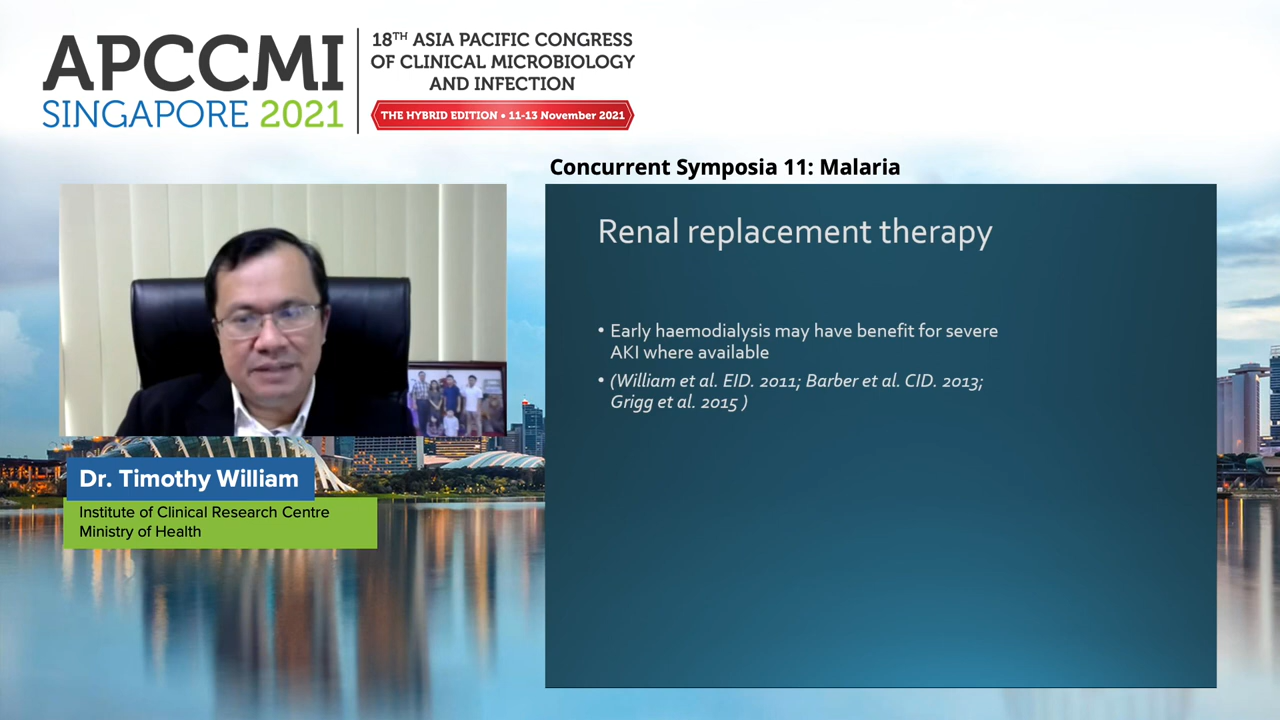 APCCMI
SINGAPORE 2021
18TH ASIA PACIFIC CONGRESS
OF CLINICAL MICROBIOLOGY
AND INFECTION
THE HYBRID EDITION • 11-13 November 2021
Concurrent Symposia 11: Malaria
Renal replacement therapy
• Early haemodialysis may have benefit for severe
AKI where available
• (William et al. EID. 2011; Barber et al. CID. 2013;
Grigg et al. 2015 )
Dr. Timothy William
Institute of Clinical Research Centre
Ministry of Health